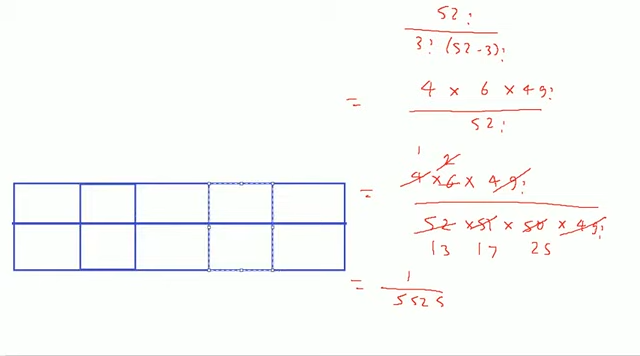 52!
3! (52-3)!
= 4 × 6 × 49!
52!
1 2
= 4 × 6 × 49!
52 × 51 × 50 × 49!
13 17 25
= 1
5525